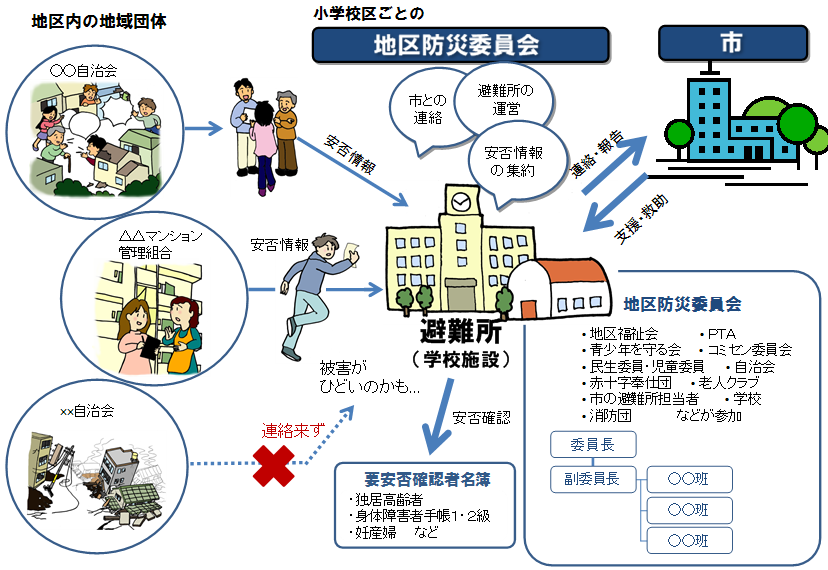 地区内の地域団体
小学校区ごとの
地区防災委員会
市
〇〇自治会
市との
連絡
避難所の
運営
安否情報
の集約
安否情報
連絡・報告
支援・救助
△△マンション
管理組合
安否情報
避難所
(学校施設)
被害が
ひどいのかも...
××自治会
連絡来ず
安否確認
要安否確認者名簿
・独居高齢者
・身体障害者手帳1・2級
・妊産婦 など
地区防災委員会
・地区福祉会 ・PTA
・青少年を守る会 ・コミセン委員会
・民生委員・児童委員 ・自治会
・赤十字奉仕団 ・老人クラブ
・市の避難所担当者 ・学校
・消防団 などが参加
委員長
副委員長
〇〇班
〇〇班
〇〇班